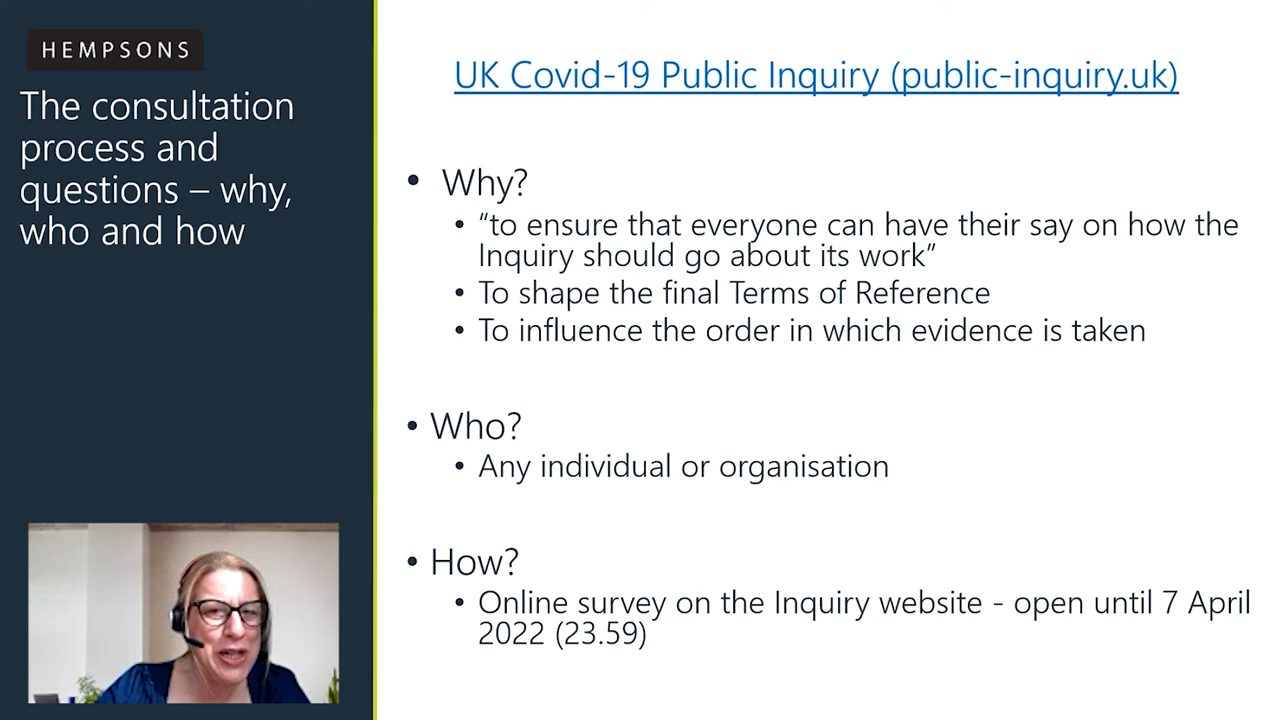 HEMPSONS
The consultation
process and
questions – why,
who and how
UK Covid-19 Public Inquiry (public-inquiry.uk)
• Why?
• “to ensure that everyone can have their say on how the
Inquiry should go about its work”
• To shape the final Terms of Reference
• To influence the order in which evidence is taken
• Who?
• Any individual or organisation
• How?
• Online survey on the Inquiry website - open until 7 April
2022 (23.59)